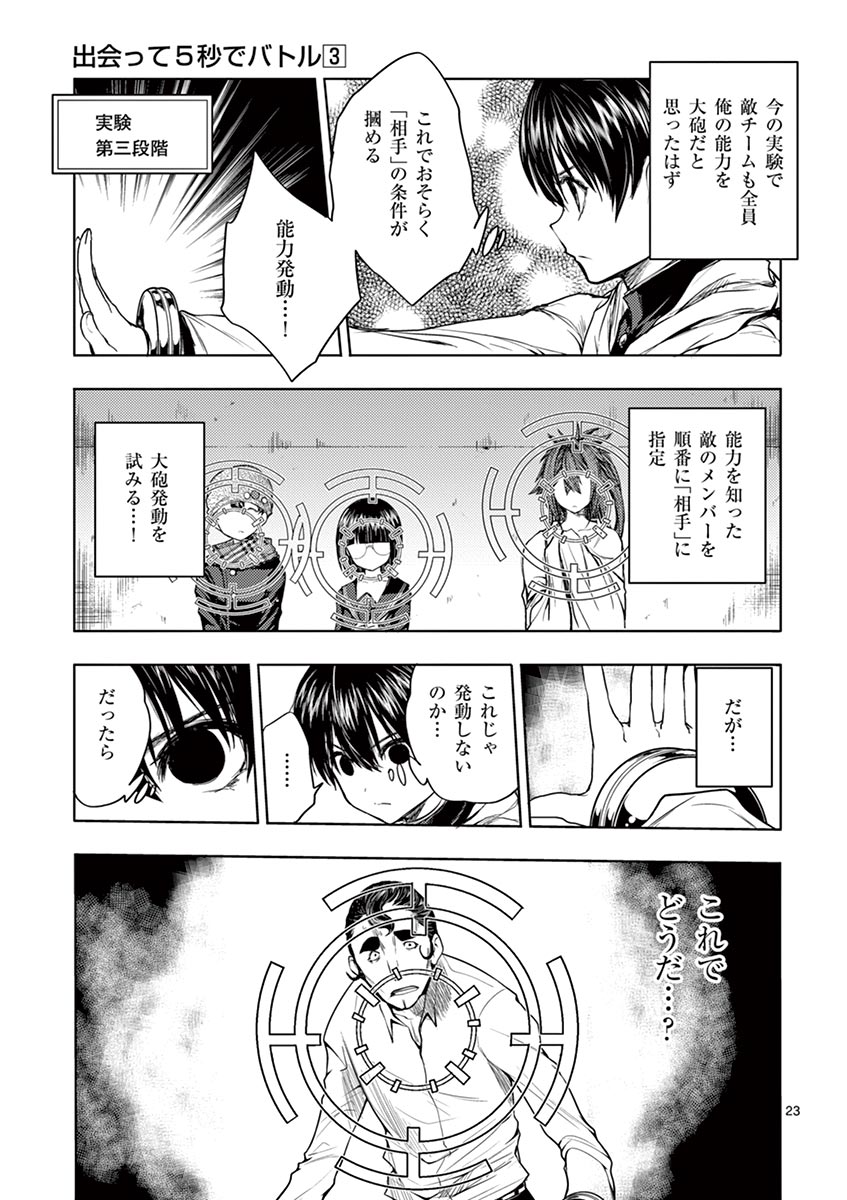 出会って5秒でバトル3
今の実験で
敵チームも全員
俺の能力を
大砲だと
思ったはず
これでおそらく
「相手」の条件が
掴める
実験
第三段階
能力発動…！
能力を知った
敵のメンバーを
順番に「相手」に
指定
大砲発動を
試みる…！
だが…
これじゃ
発動しない
のか…
……
だったら
これで
どうだ…？
23